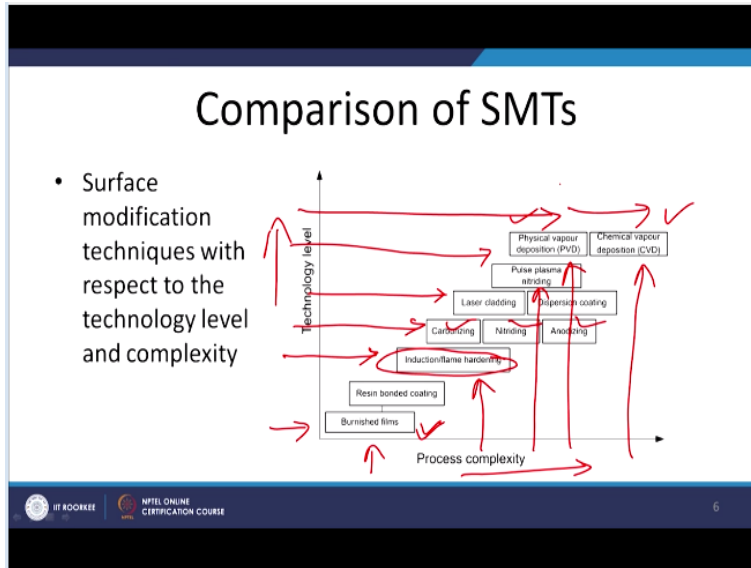 Comparison of SMTs
• Surface
modification
techniques with
respect to the
technology level
and complexity
Technology level
Physical vapour
deposition (PVD)
Chemical vapour
deposition (CVD)
Pulse plasma
nitriding
Laser cladding
Dispersion coating
Carburizing
Nitriding
Anodizing
Induction/flame hardening
Resin bonded coating
Burnished films
Process complexity
IIT ROORKEE
NPTEL ONLINE
CERTIFICATION COURSE
6